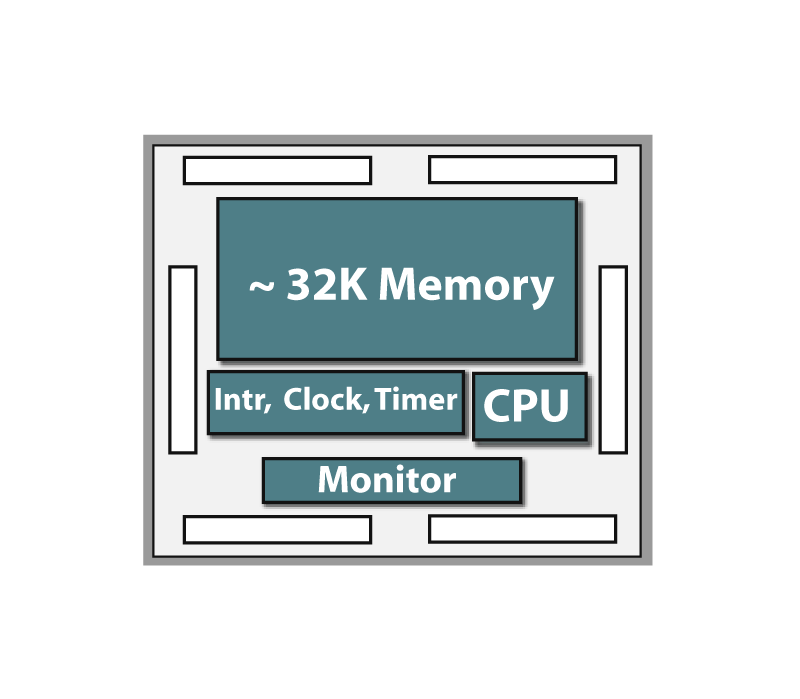 ~ 32K Memory
Intr, Clock, Timer
CPU
Monitor